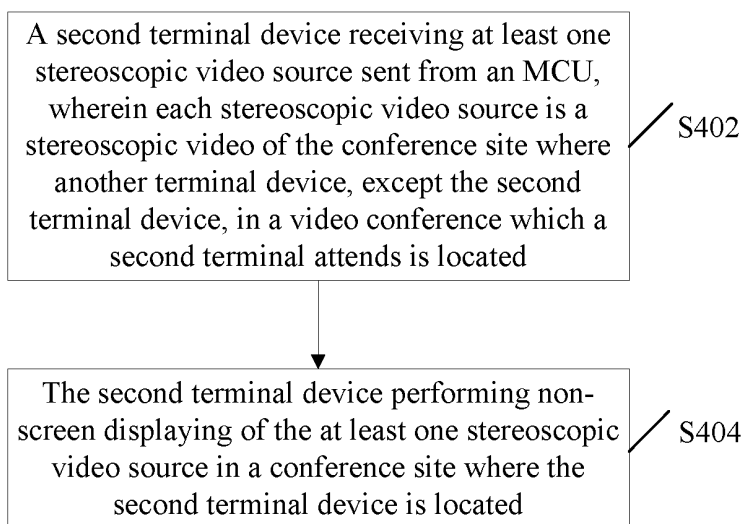 A second terminal device receiving at least one
stereoscopic video source sent from an MCU,
wherein each stereoscopic video source is a
stereoscopic video of the conference site where
another terminal device, except the second
terminal device, in a video conference which a
second terminal attends is located
S402
The second terminal device performing non-
screen displaying of the at least one stereoscopic
video source in a conference site where the
second terminal device is located
S404